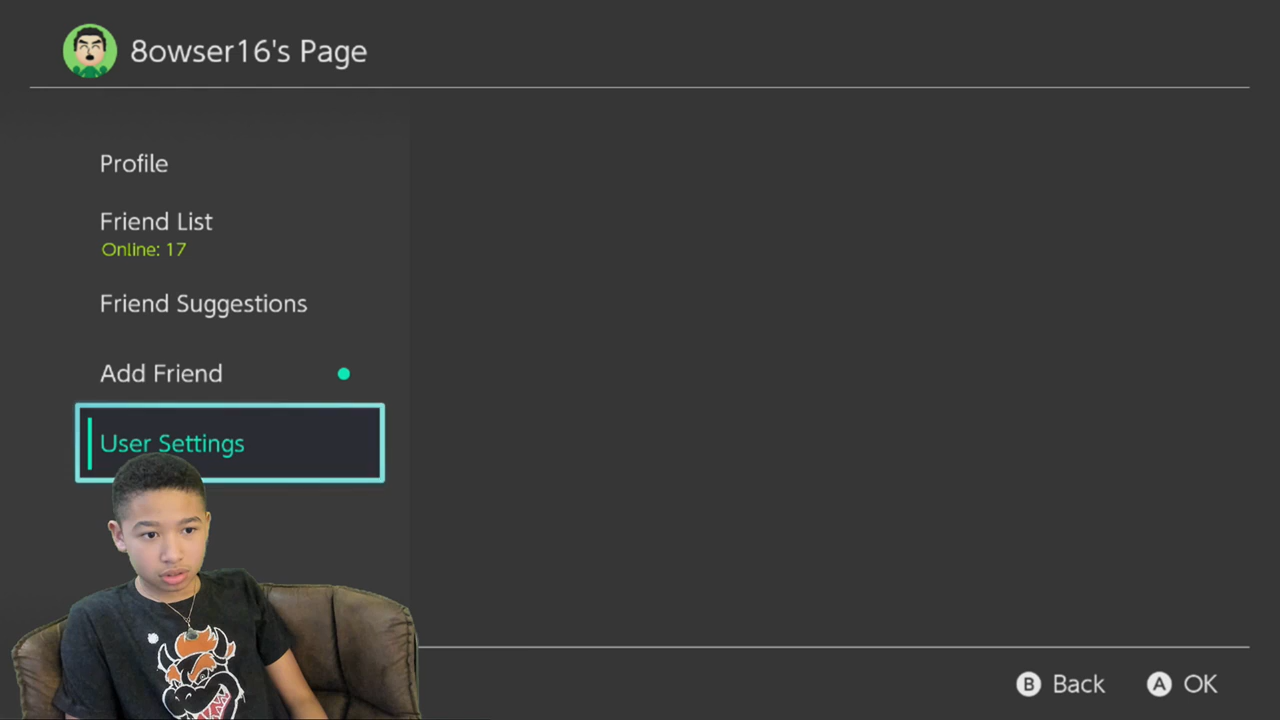 8owser16's Page
Profile
Friend List
Online: 17
Friend Suggestions
Add Friend
User Settings
B Back A OK